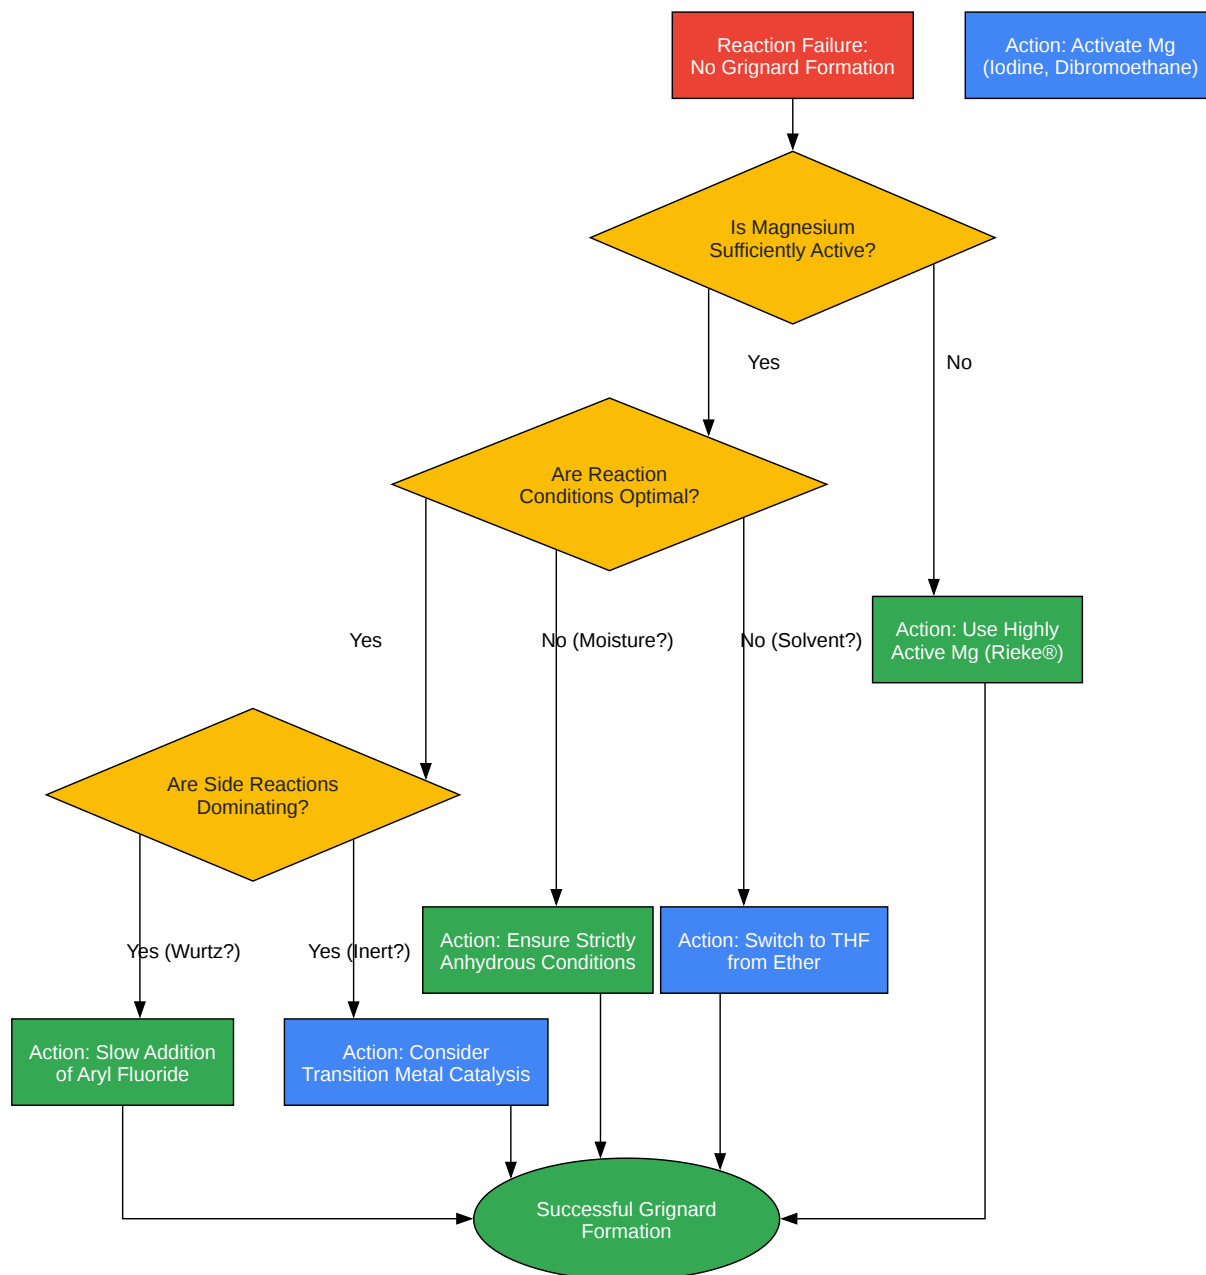 Reaction Failure:
No Grignard Formation
Action: Activate Mg
(Iodine, Dibromoethane)
Is Magnesium
Sufficiently Active?
Yes
No
Are Reaction
Conditions Optimal?
Yes
No (Moisture?)
No (Solvent?)
Action: Use Highly
Active Mg (Rieke®)
Are Side Reactions
Dominating?
Yes (Wurtz?)
Yes (Inert?)
Action: Ensure Strictly
Anhydrous Conditions
Action: Switch to THF
from Ether
Action: Slow Addition
of Aryl Fluoride
Action: Consider
Transition Metal Catalysis
Successful Grignard
Formation